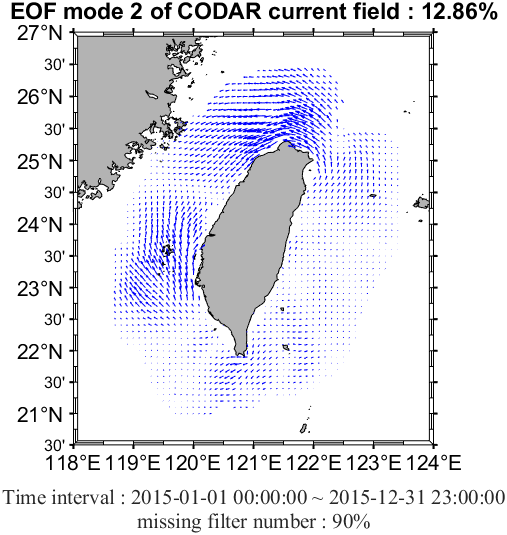 EOF mode 2 of CODAR current field : 12.86%
27°N
30'
26°N
30'
25°N
30'
24°N
30'
23°N
30'
22°N
30'
21°N
30'
118°E 119°E 120°E 121°E 122°E 123°E 124°E
Time interval : 2015-01-01 00:00:00 ~ 2015-12-31 23:00:00
missing filter number : 90%